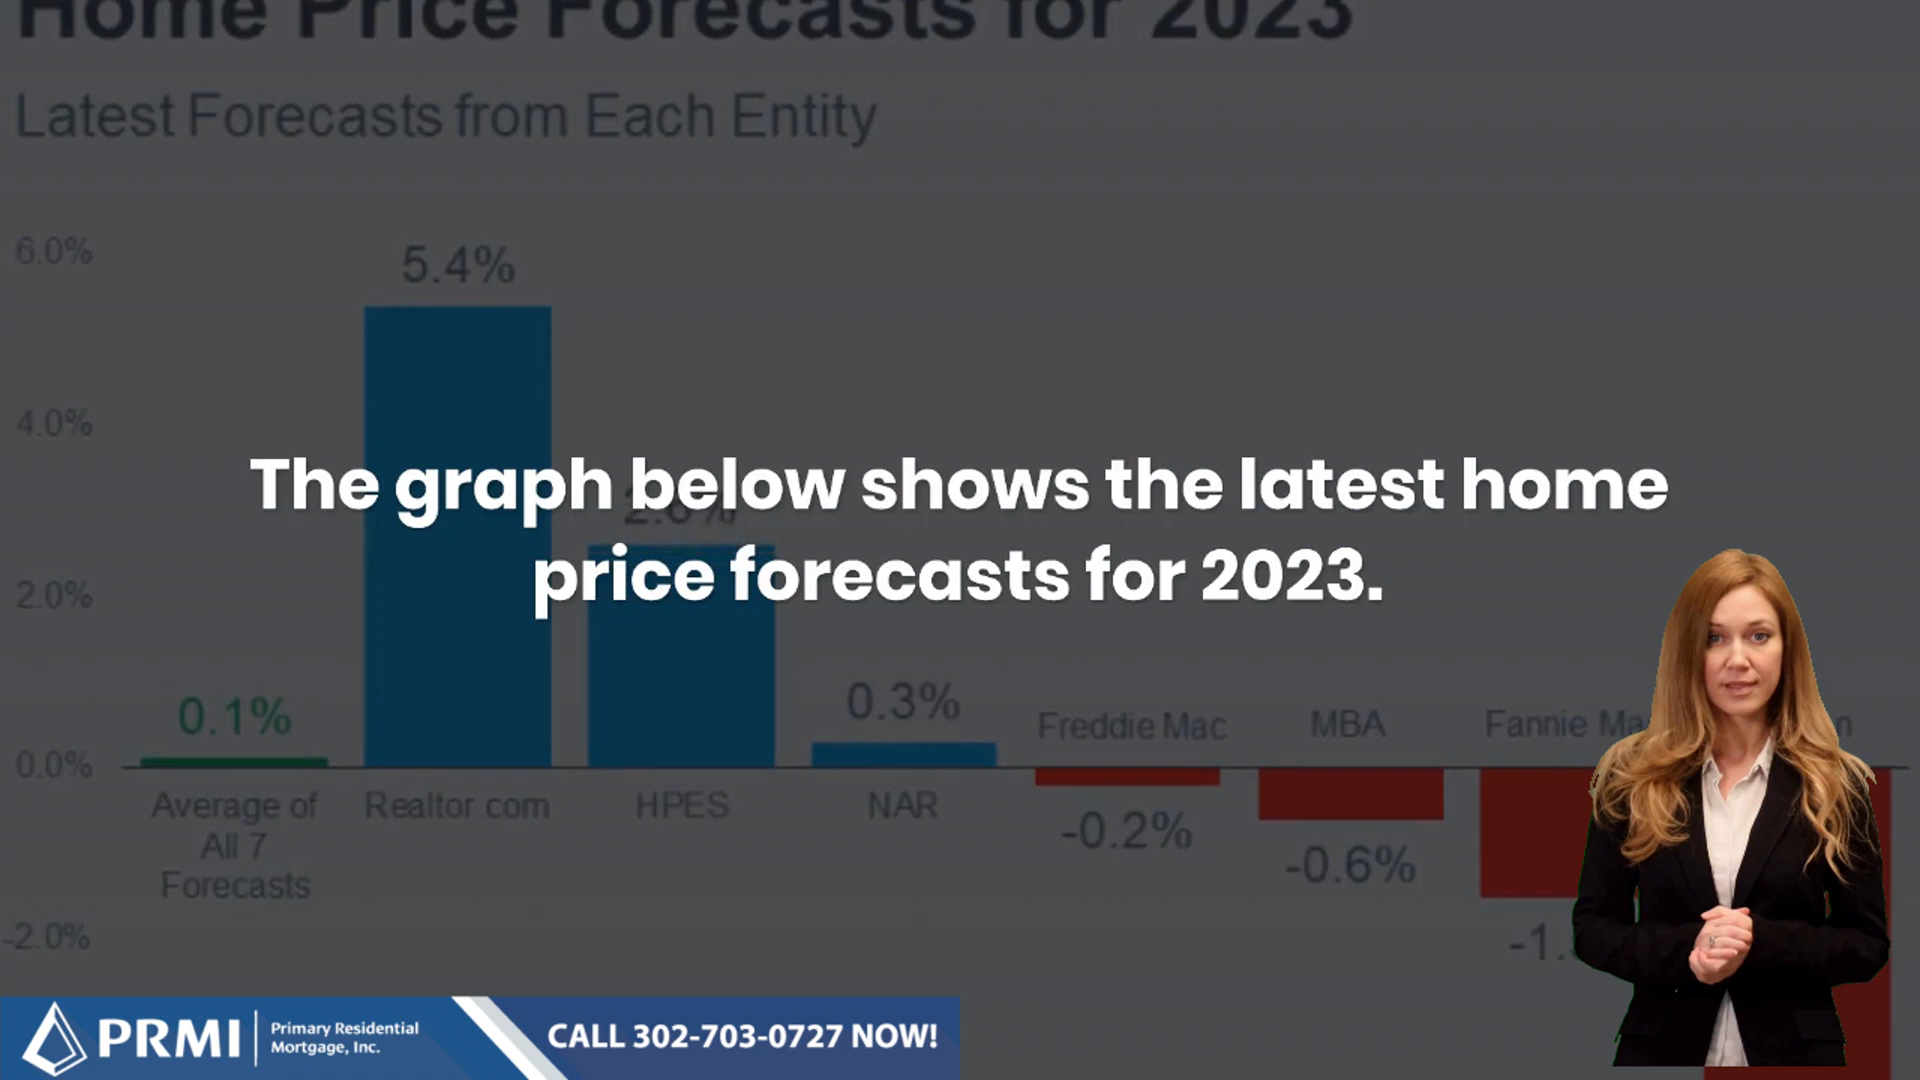 Home Price Forecasts for 2023
Latest Forecasts from Each Entity
6.0%
5.4%
4.0%
The graph below shows the latest home
2.6%
price forecasts for 2023.
2.0%
0.1%
0.3%
Freddie Mac
MBA
Fannie
0.0%
Average of
All 7
Forecasts
Realtor.com
HPES
NAR
-0.2%
-0.6%
-2.0%
PRMI
Primary Residential
Mortgage, Inc.
CALL 302-703-0727 NOW!